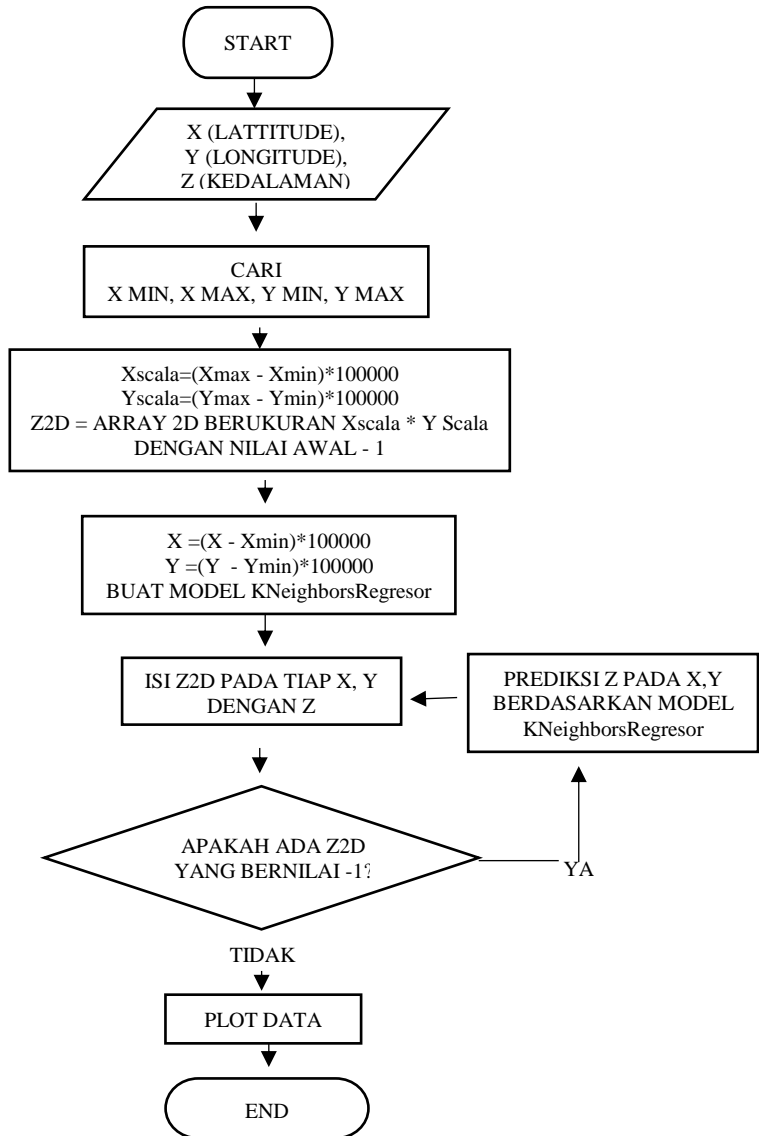 START
X (LATTITUDE),
Y (LONGITUDE),
Z (KEDALAMAN)
CARI
X MIN, X MAX, Y MIN, Y MAX
Xscala=(Xmax - Xmin)*100000
Yscala=(Ymax - Ymin)*100000
Z2D = ARRAY 2D BERUKURAN Xscala * Y Scala
DENGAN NILAI AWAL - 1
X =(X - Xmin)*100000
Y =(Y - Ymin)*100000
BUAT MODEL KNeighborsRegresor
ISI Z2D PADA TIAP X, Y
DENGAN Z
PREDIKSI Z PADA X,Y
BERDASARKAN MODEL
KNeighborsRegresor
APAKAH ADA Z2D
YANG BERNILAI -1?
YA
TIDAK
PLOT DATA
END